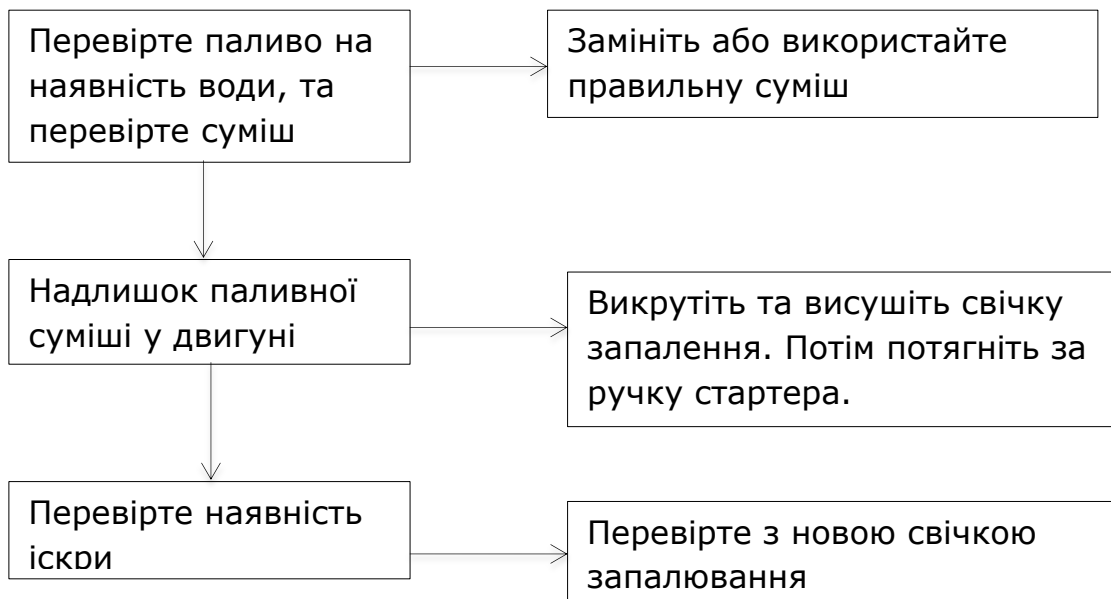 Перевірте паливо на
наявність води, та
перевірте суміш
Замініть або використайте
правильну суміш
Надлишок паливної
суміші у двигуні
Викрутіть та висушіть свічку
запалення. Потім потягніть за
ручку стартера.
Перевірте наявність
іскри
Перевірте з новою свічкою
запалювання